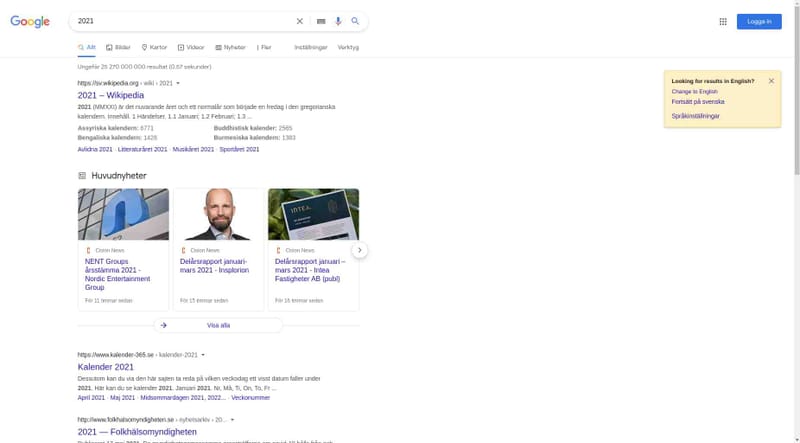 Google
2021
Logga in
Allt
Bilder
Kartor
Videor
Nyheter
Fler
Inställningar
Verktyg
Ungefär 25 270 000 000 resultat (0,67 sekunder)
Looking for results in English?
Change to English
Fortsätt på svenska
Språkinställningar
https://sv.wikipedia.org › wiki › 2021
2021 – Wikipedia
2021 (MMXXI) är det nuvarande året och ett normalår som började en fredag i den gregorianska
kalendern. Innehåll. 1 Händelser. 1.1 Januari; 1.2 Februari; 1.3 ...
Assyriska kalendern: 6771
Buddhistisk kalender: 2565
Bengaliska kalendern: 1428
Burmesiska kalendern: 1383
Avlidna 2021 · Litteraturåret 2021 · Musikåret 2021 · Sportåret 2021
Huvudnyheter
INTEA.
Cision News
NENT Groups
årsstämma 2021 -
Nordic Entertainment
Group
För 11 timmar sedan
Cision News
Delårsrapport januari-
mars 2021 - Insplorion
För 15 timmar sedan
Cision News
Delårsrapport januari –
mars 2021 - Intea
Fastigheter AB (publ)
För 16 timmar sedan
Visa alla
https://www.kalender-365.se › kalender-2021
Kalender 2021
Dessutom kan du via den här sajten ta reda på vilken veckodag ett visst datum faller under
2021. Här kan du se kalender 2021. Januari 2021. Nr, Må, Ti, On, To, Fr ...
April 2021 · Maj 2021 · Midsommardagen 2021, 2022... · Veckonummer
http://www.folkhalsomyndigheten.se › nyhetsarkiv › 20...
2021 — Folkhälsomyndigheten